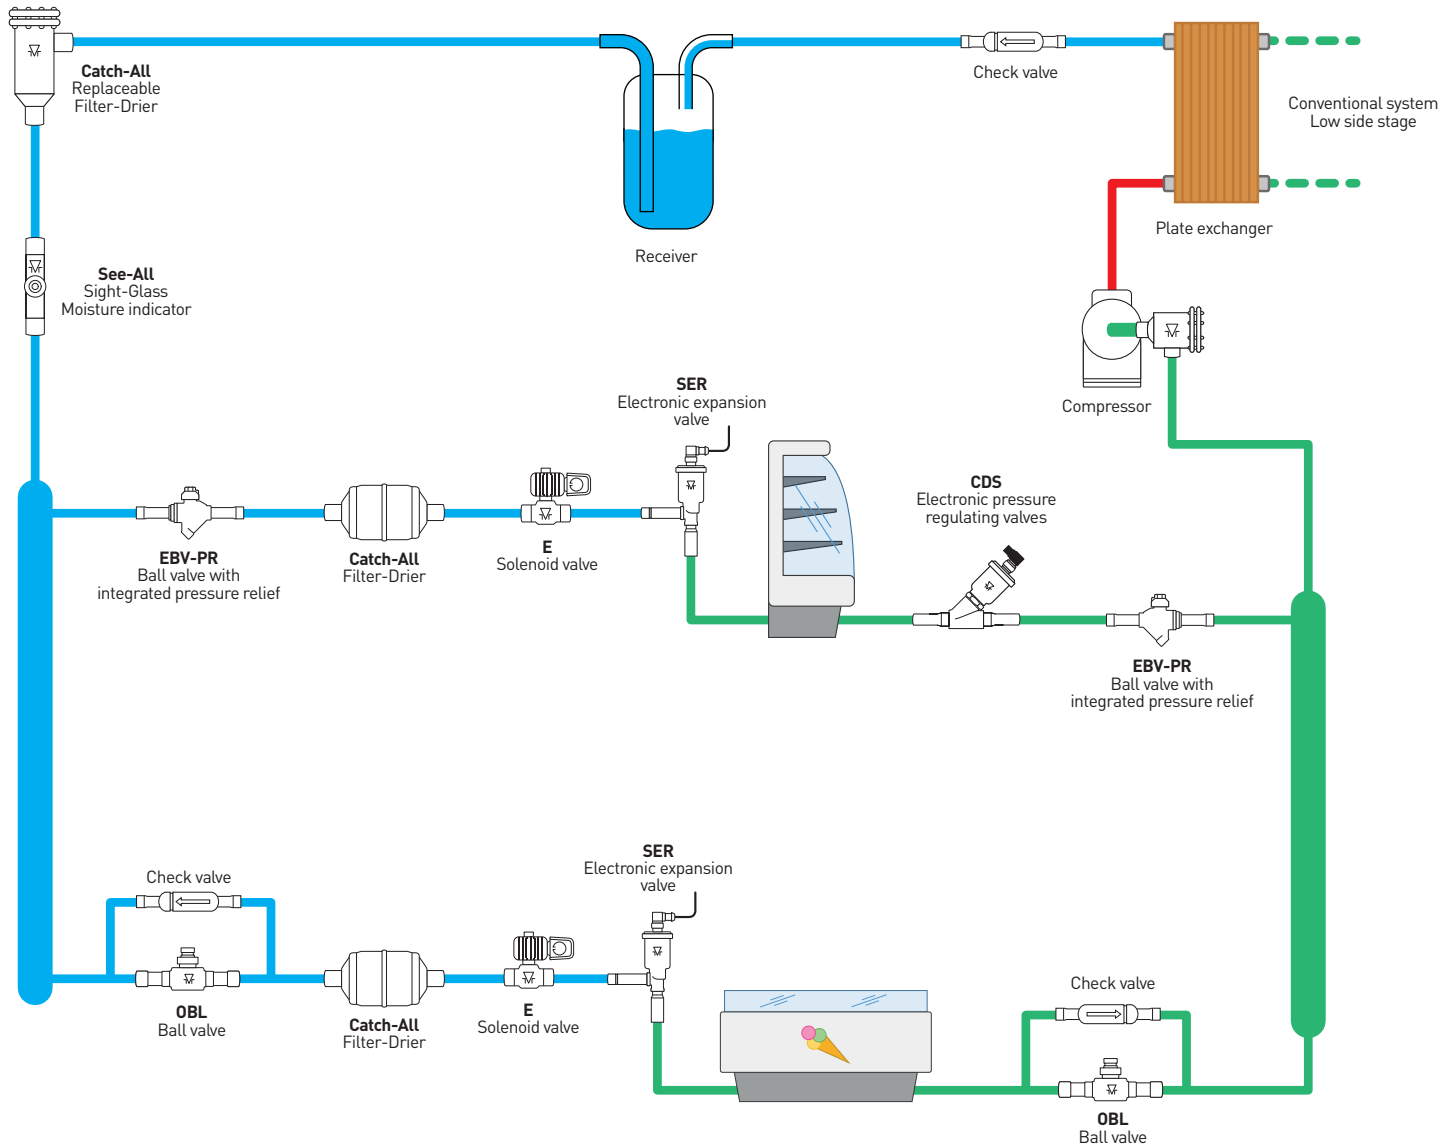 Catch-All
Replaceable
Filter-Drier
Receiver
Check valve
Conventional system
Low side stage
Plate exchanger
See-All
Sight-Glass
Moisture indicator
Compressor
SER
Electronic expansion
valve
EBV-PR
Ball valve with
integrated pressure relief
Catch-All
Filter-Drier
E
Solenoid valve
CDS
Electronic pressure
regulating valves
EBV-PR
Ball valve with
integrated pressure relief
Check valve
OBL
Ball valve
Catch-All
Filter-Drier
E
Solenoid valve
SER
Electronic expansion
valve
Check valve
OBL
Ball valve